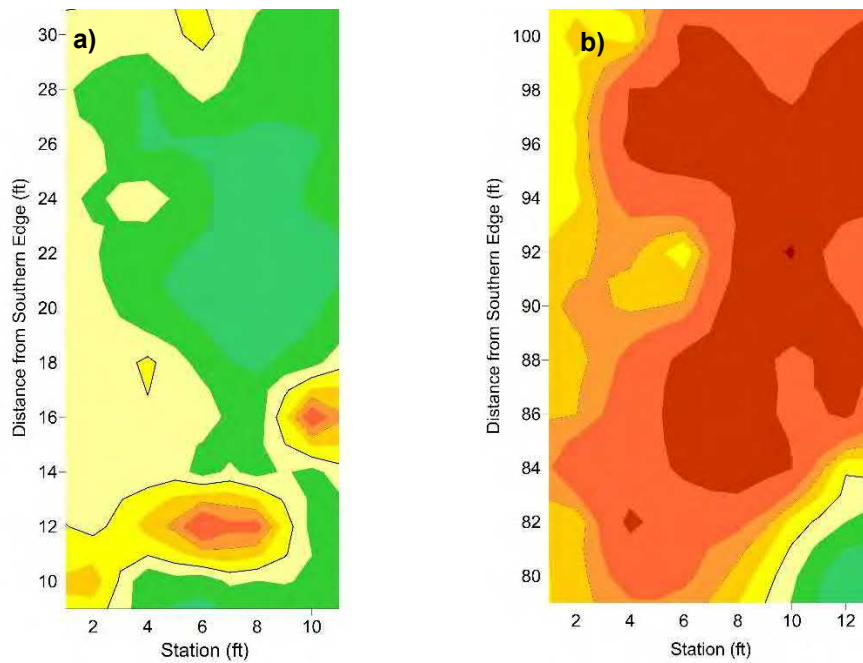 a)
30
28
26
24
22
20
18
16
14
12
10
Distance from Southern Edge (ft)
2 4 6 8 10
Station (ft)
b)
100
98
96
94
92
90
88
86
84
82
80
Distance from Southern Edge (ft)
2 4 6 8 10 12
Station (ft)